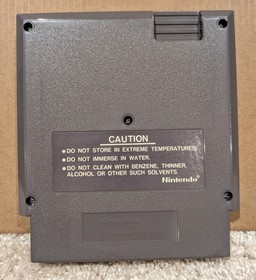 CAUTION
• DO NOT STORE IN EXTREME TEMPERATURES.
• DO NOT IMMERSE IN WATER.
• DO NOT CLEAN WITH BENZENE, THINNER,
ALCOHOL OR OTHER SUCH SOLVENTS.
Nintendo®